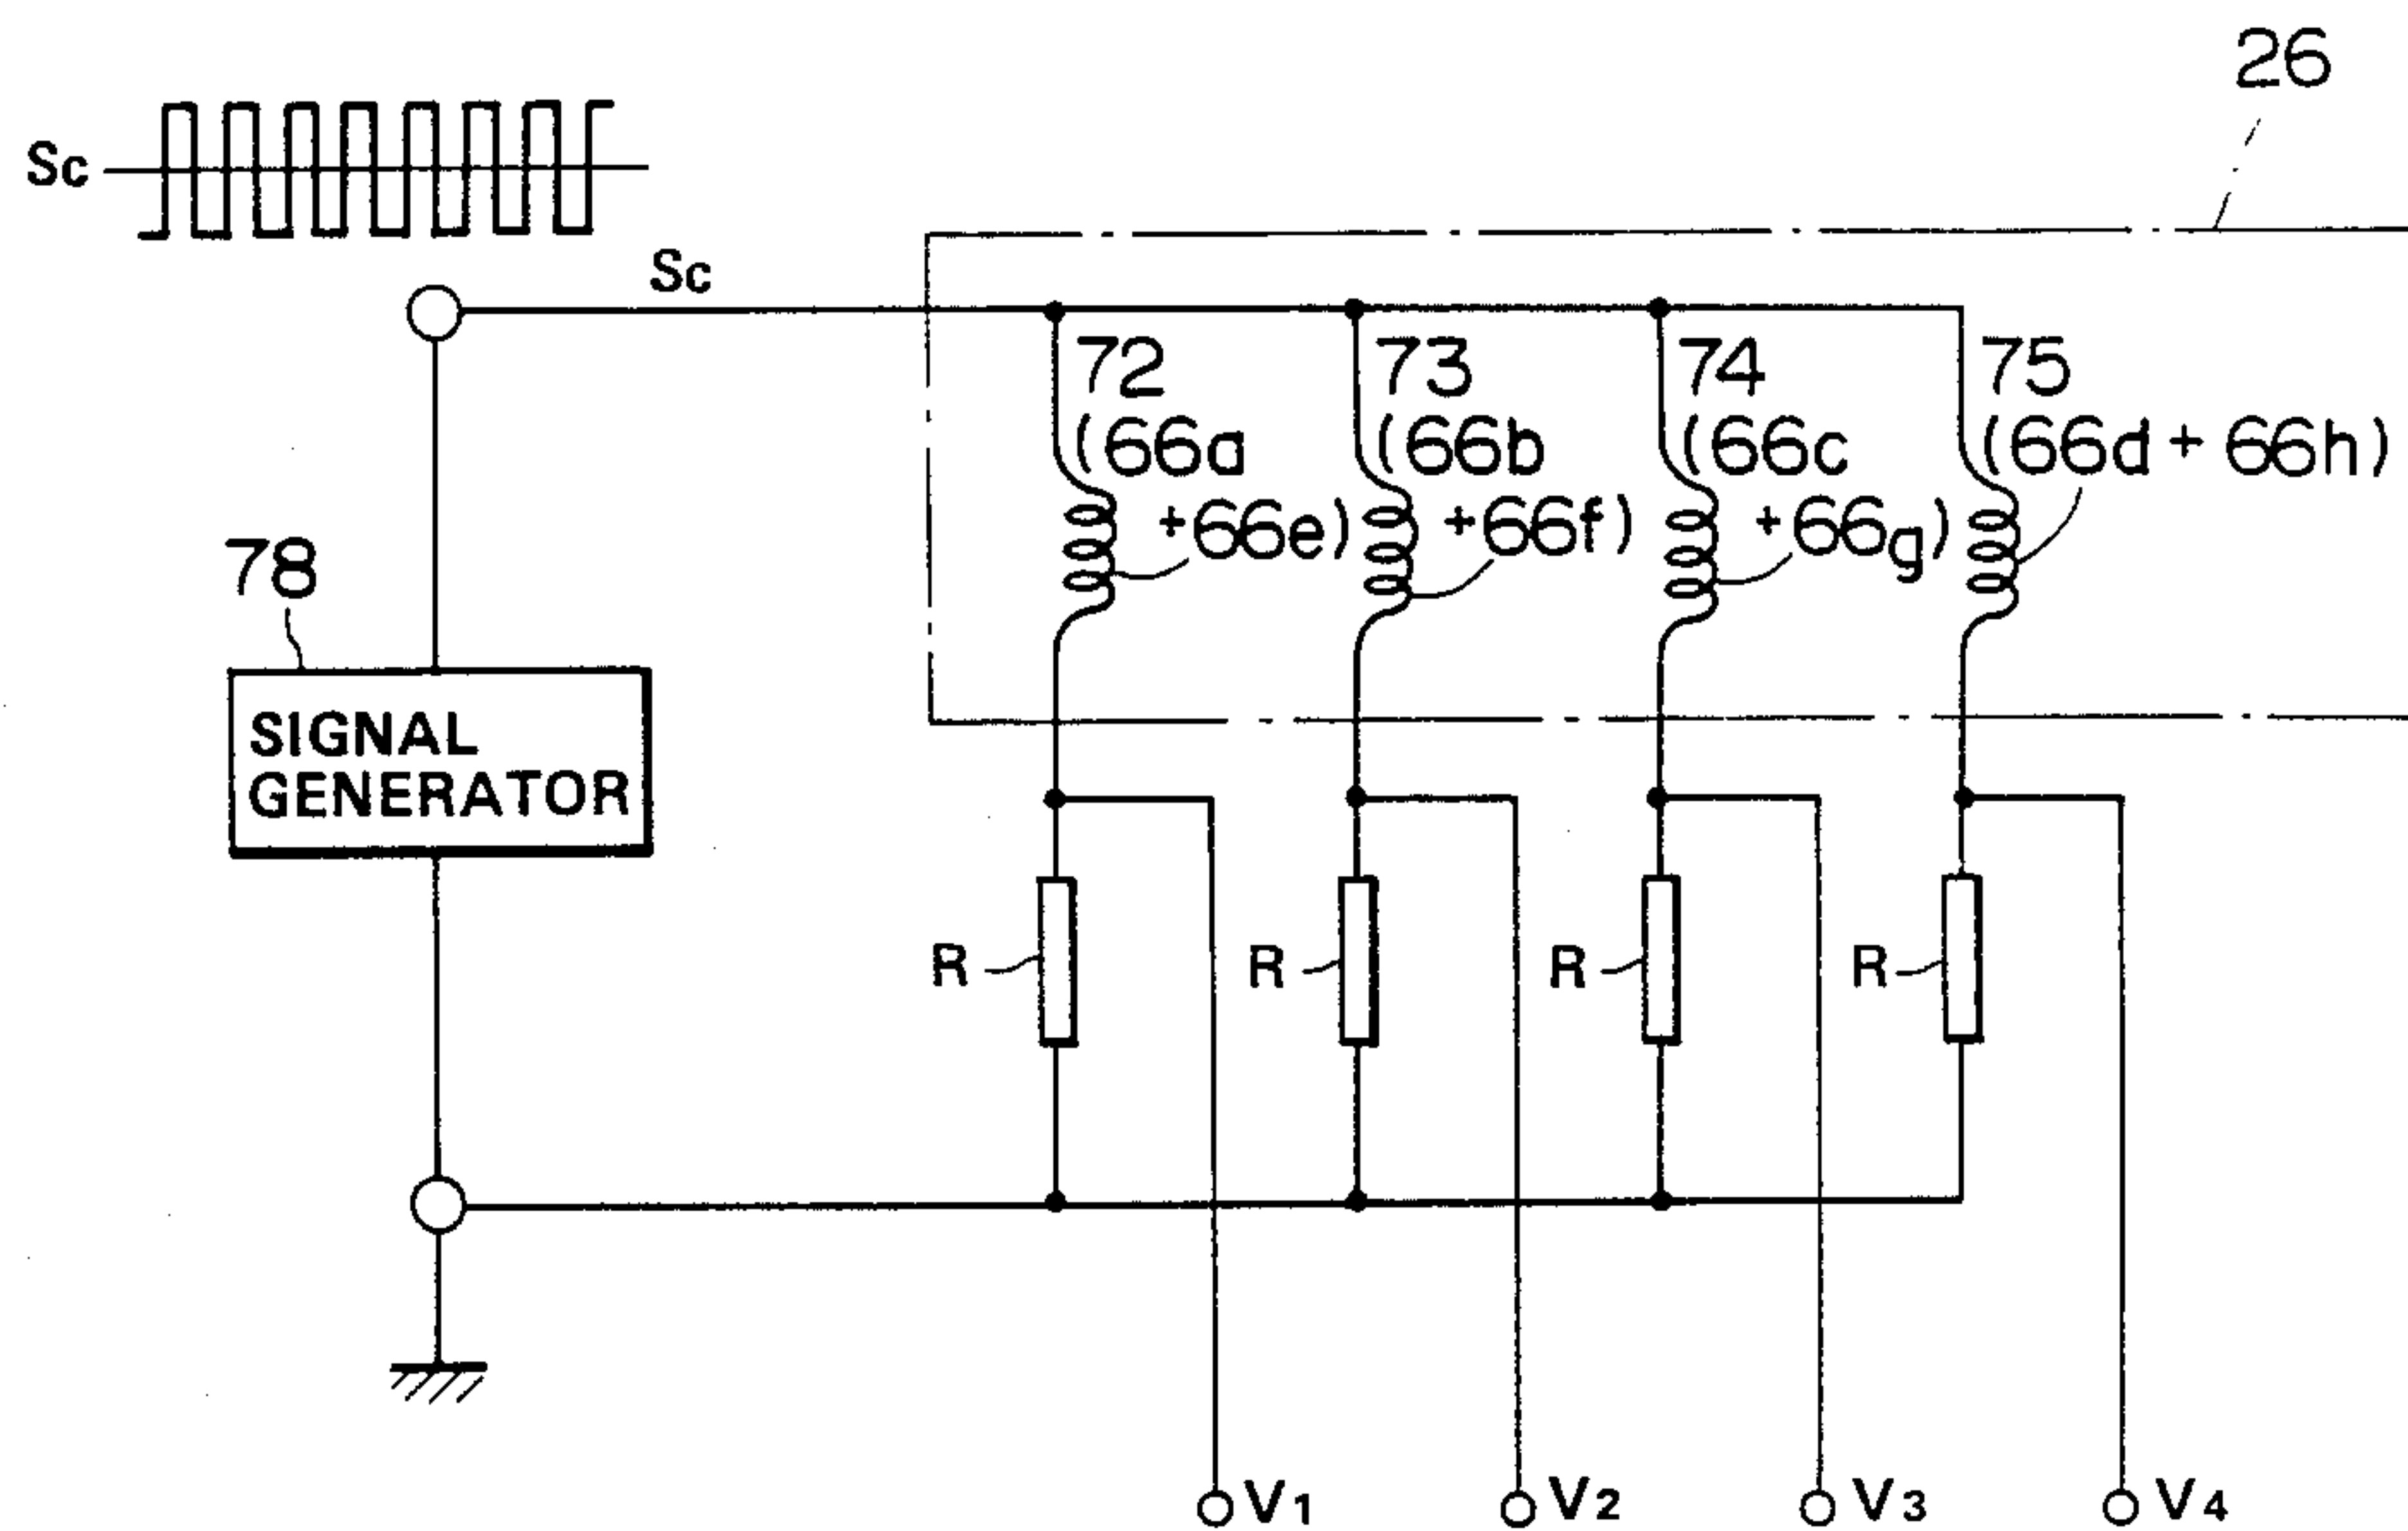 26
Sc
Sc
72
(66a
+66e)
73
(66b
+66f)
74
(66c
+66g)
75
(66d + 66h)
78
SIGNAL
GENERATOR
R
R
R
R
V1
V2
V3
V4